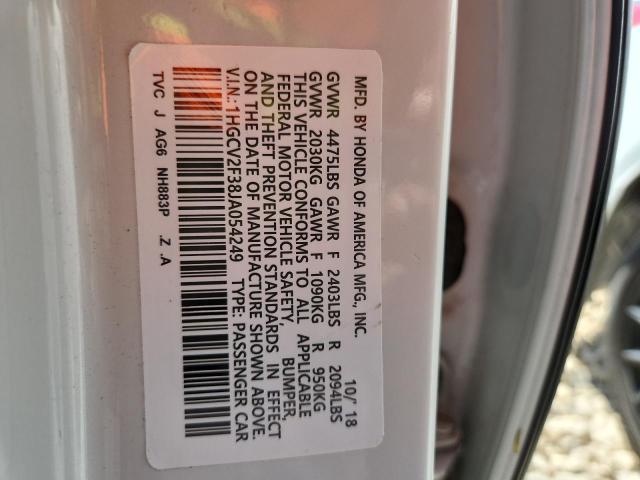 MFD. BY HONDA OF AMERICA MFG., INC. 10/' 18
GVWR 4475LBS GAWR F 2403LBS R 2094LBS
GVWR 2030KG GAWR F 1090KG R 950KG
THIS VEHICLE CONFORMS TO ALL APPLICABLE
FEDERAL MOTOR VEHICLE SAFETY, BUMPER,
AND THEFT PREVENTION STANDARDS IN EFFECT
ON THE DATE OF MANUFACTURE SHOWN ABOVE.
V.I.N.: 1HGCV2F38JA054249 TYPE: PASSENGER CAR
TVC J AG6 NH883P .Z .A